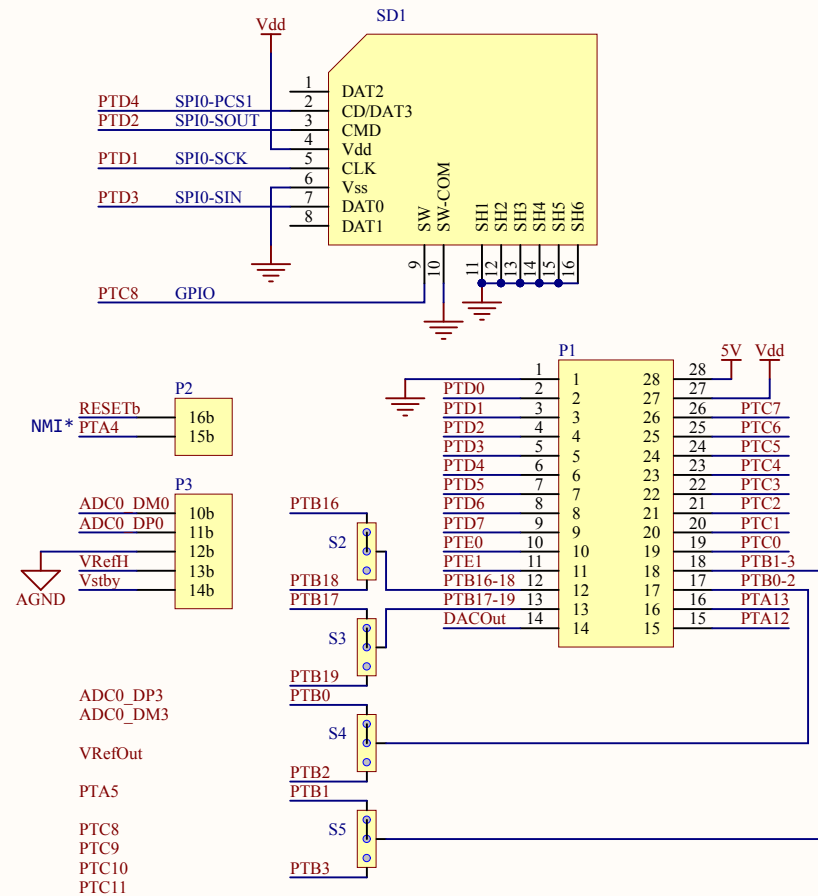 SD1
Vdd
1 DAT2
PTD4 SPI0-PCS1 2 CD/DAT3
PTD2 SPI0-SOUT 3 CMD
4 Vdd
PTD1 SPI0-SCK 5 CLK
6 Vss
PTD3 SPI0-SIN 7 DAT0
8 DAT1
SW SW-COM SH1 SH2 SH3 SH4 SH5 SH6
9 10 11 12 13 14 15 16
PTC8 GPIO
P1
5V Vdd
1 1 28 28
PTD0 2 2 27 27
PTD1 3 3 26 26 PTC7
PTD2 4 4 25 25 PTC6
PTD3 5 5 24 24 PTC5
PTD4 6 6 23 23 PTC4
PTD5 7 7 22 22 PTC3
PTD6 8 8 21 21 PTC2
PTD7 9 9 20 20 PTC1
PTE0 10 10 19 19 PTC0
PTE1 11 11 18 18 PTB1-3
PTB16-18 12 12 17 17 PTB0-2
PTB17-19 13 13 16 16 PTA13
DACOut 14 14 15 15 PTA12
P2
RESETb 16b
NMI* PTA4 15b
P3
ADC0_DM0 10b
ADC0_DP0 11b
12b
VRefH 13b
Vstby 14b
AGND
PTB16
S2
PTB18
PTB17
S3
PTB19
PTB0
S4
PTB2
PTB1
S5
PTB3
ADC0_DP3
ADC0_DM3
VRefOut
PTA5
PTC8
PTC9
PTC10
PTC11